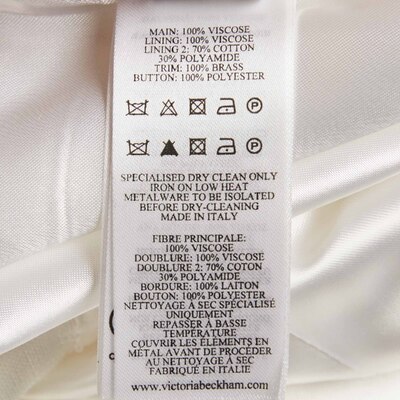 MAIN: 100% VISCOSE
LINING: 100% VISCOSE
LINING 2: 70% COTTON
30% POLYAMIDE
TRIM: 100% BRASS
BUTTON: 100% POLYESTER
P
P
SPECIALISED DRY CLEAN ONLY
IRON ON LOW HEAT
METALWARE TO BE ISOLATED
BEFORE DRY-CLEANING
MADE IN ITALY
FIBRE PRINCIPALE:
100% VISCOSE
DOUBLURE: 100% VISCOSE
DOUBLURE 2: 70% COTON
30% POLYAMIDE
BORDURE: 100% LAITON
BOUTON: 100% POLYESTER
NETTOYAGE À SEC SPÉCIALISÉ
UNIQUEMENT
REPASSER À BASSE
TEMPÉRATURE
COUVRIR LES ÉLÉMENTS EN
MÉTAL AVANT DE PROCÉDER
AU NETTOYAGE À SEC
FABRIQUÉ EN ITALIE
www.victoriabeckham.com